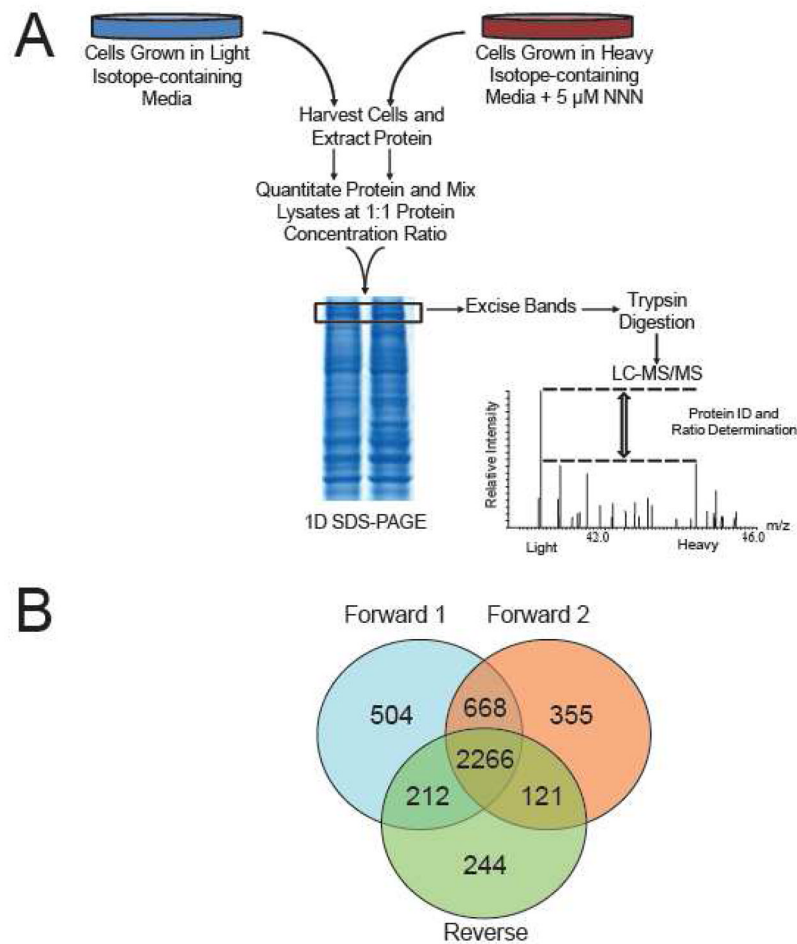 A
Cells Grown in Light
Isotope-containing
Media
Cells Grown in Heavy
Isotope-containing
Media + 5 µM NNN
Harvest Cells and
Extract Protein
Quantitate Protein and Mix
Lysates at 1:1 Protein
Concentration Ratio
Excise Bands
Trypsin
Digestion
LC-MS/MS
Relative Intensity
Protein ID and
Ratio Determination
m/z
42.0
46.0
Light
Heavy
1D SDS-PAGE
B
Forward 1
Forward 2
504
668
355
2266
212
121
244
Reverse